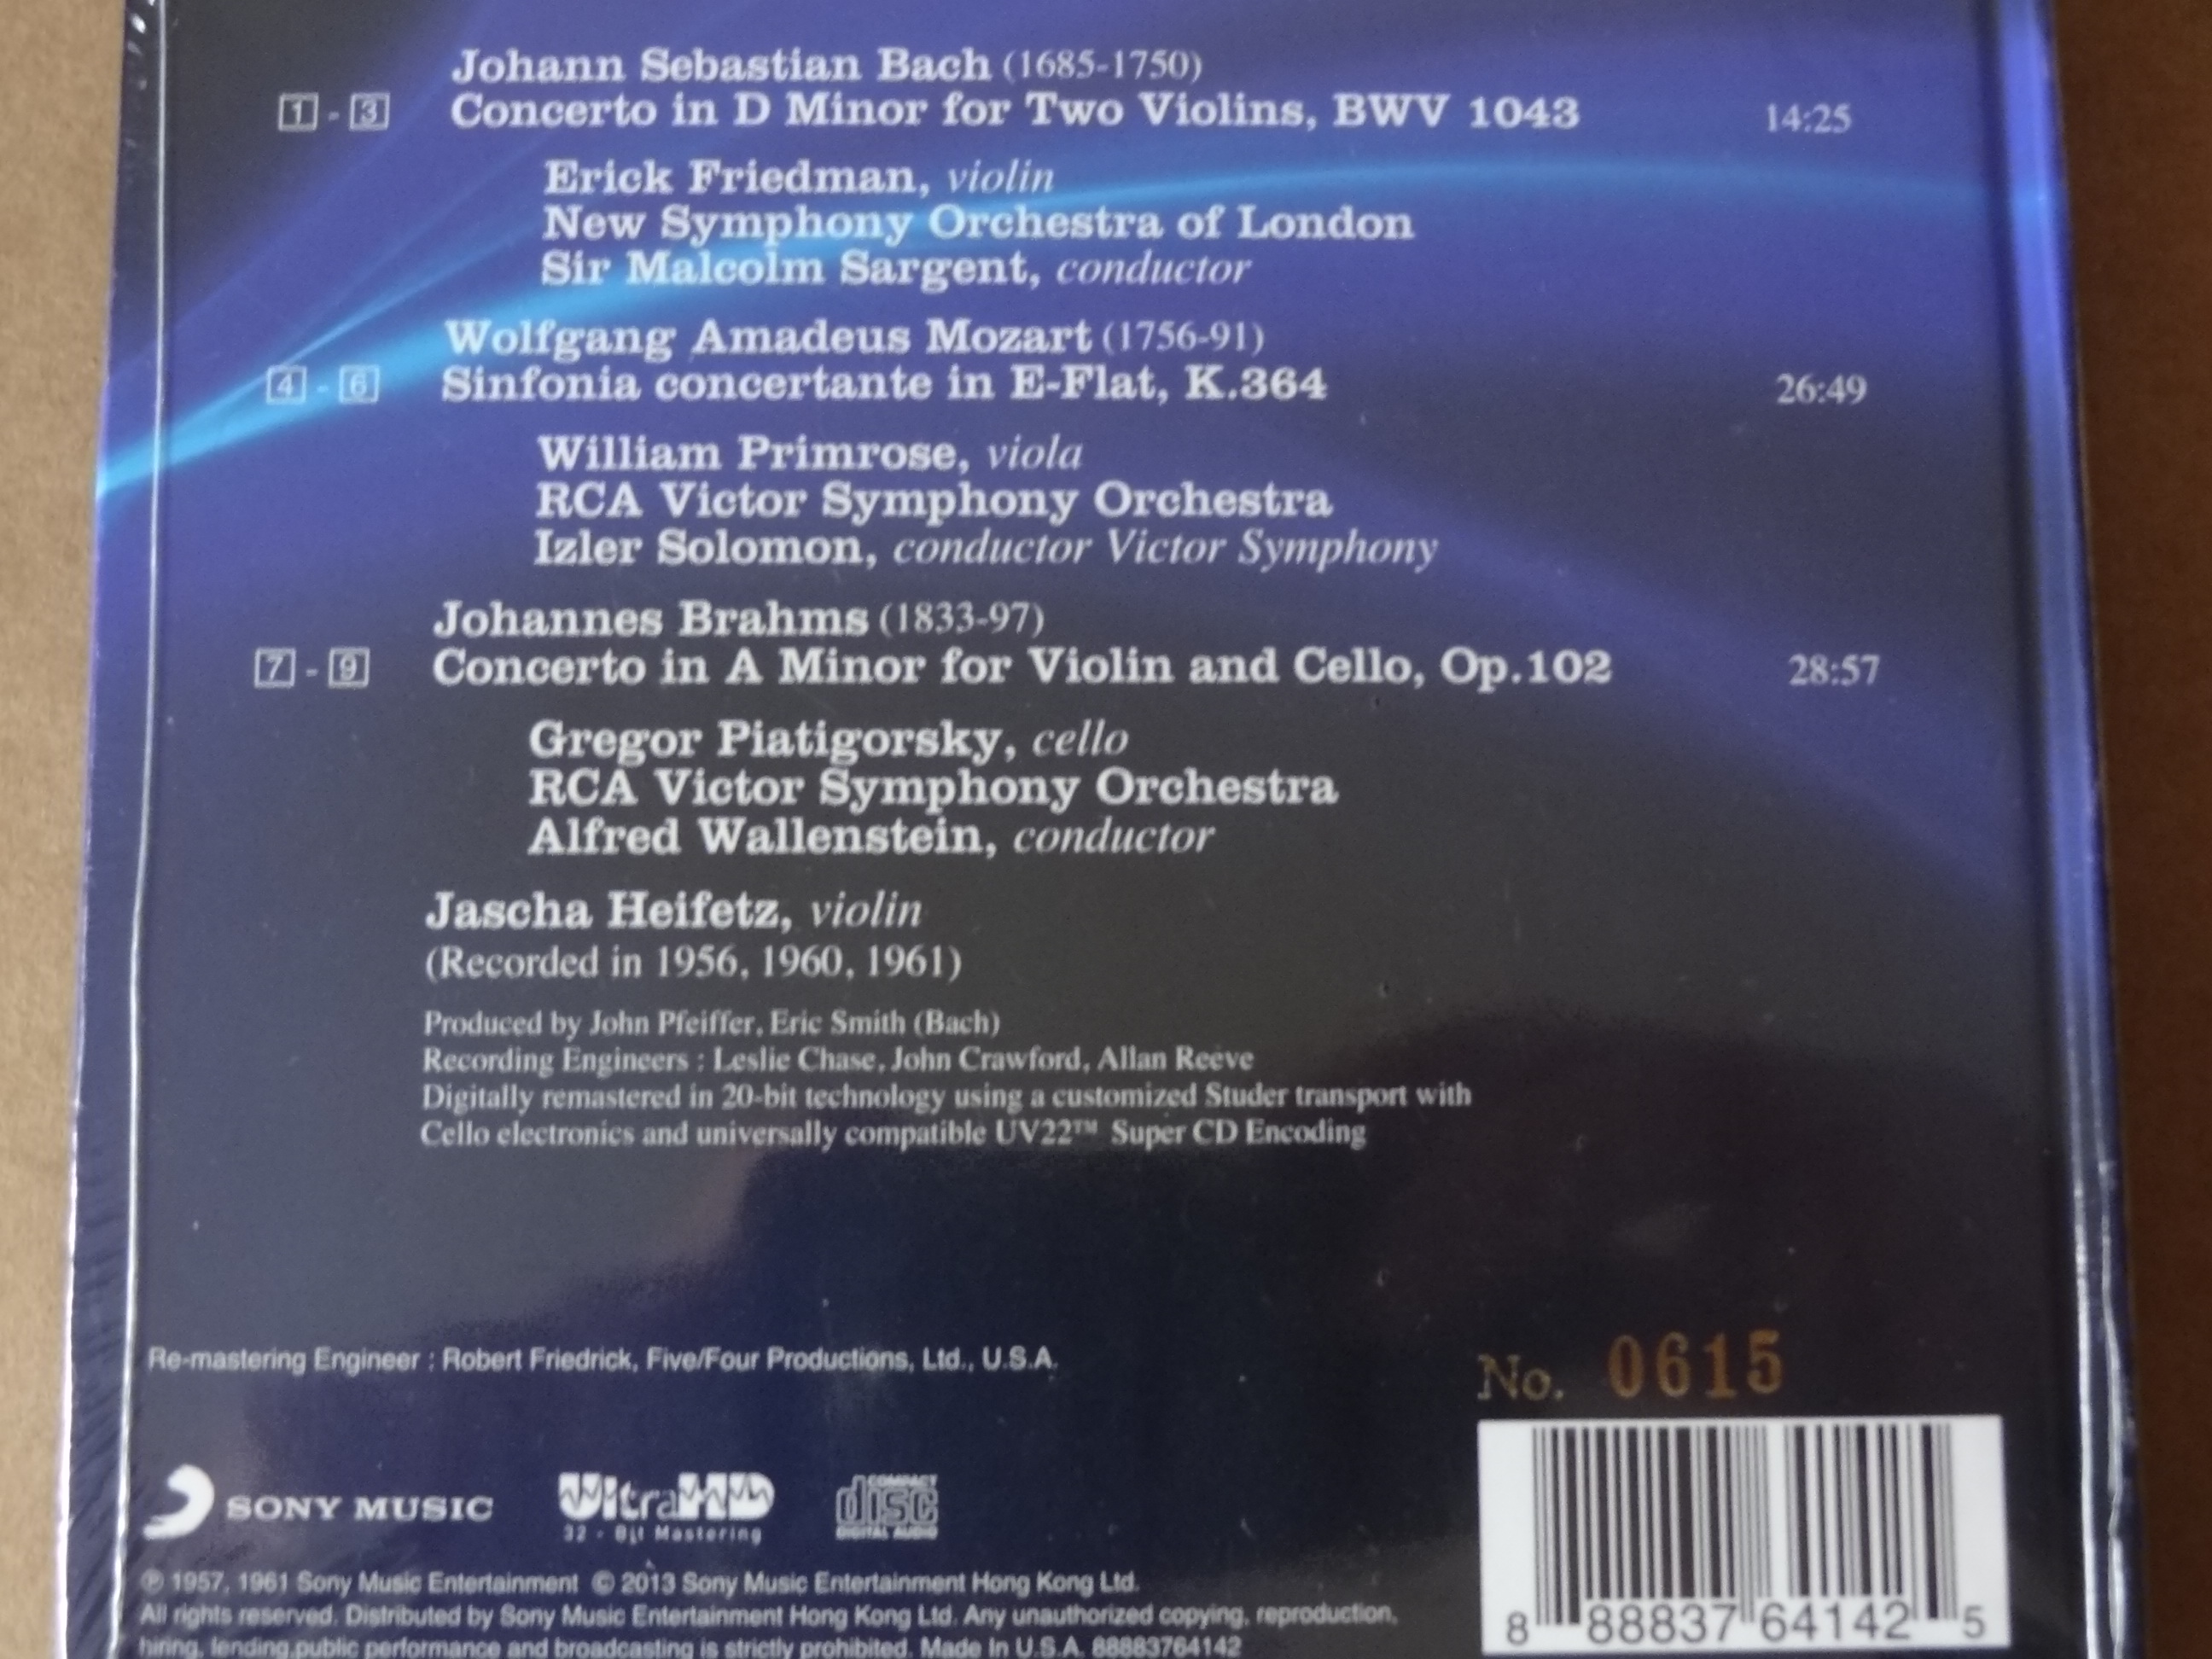 Johann Sebastian Bach (1685-1750)
1 - 3 Concerto in D Minor for Two Violins, BWV 1043 14:25
Erick Friedman, violin
New Symphony Orchestra of London
Sir Malcolm Sargent, conductor
Wolfgang Amadeus Mozart (1756-91)
4 - 6 Sinfonia concertante in E-Flat, K.364 26:49
William Primrose, viola
RCA Victor Symphony Orchestra
Izler Solomon, conductor Victor Symphony
Johannes Brahms (1833-97)
7 - 9 Concerto in A Minor for Violin and Cello, Op.102 28:57
Gregor Piatigorsky, cello
RCA Victor Symphony Orchestra
Alfred Wallenstein, conductor
Jascha Heifetz, violin
(Recorded in 1956, 1960, 1961)
Produced by John Pfeiffer, Eric Smith (Bach)
Recording Engineers : Leslie Chase, John Crawford, Allan Reeve
Digitally remastered in 20-bit technology using a customized Studer transport with
Cello electronics and universally compatible UV22™ Super CD Encoding
Re-mastering Engineer : Robert Friedrick, Five/Four Productions, Ltd., U.S.A.
No. 0615
SONY MUSIC
UltraHD
32 - Bit Mastering
COMPACT
disc
DIGITAL AUDIO
℗ 1957, 1961 Sony Music Entertainment © 2013 Sony Music Entertainment Hong Kong Ltd.
All rights reserved. Distributed by Sony Music Entertainment Hong Kong Ltd. Any unauthorized copying, reproduction,
hiring, lending,public performance and broadcasting is strictly prohibited. Made In U.S.A. 88883764142
8 88837 64142 5